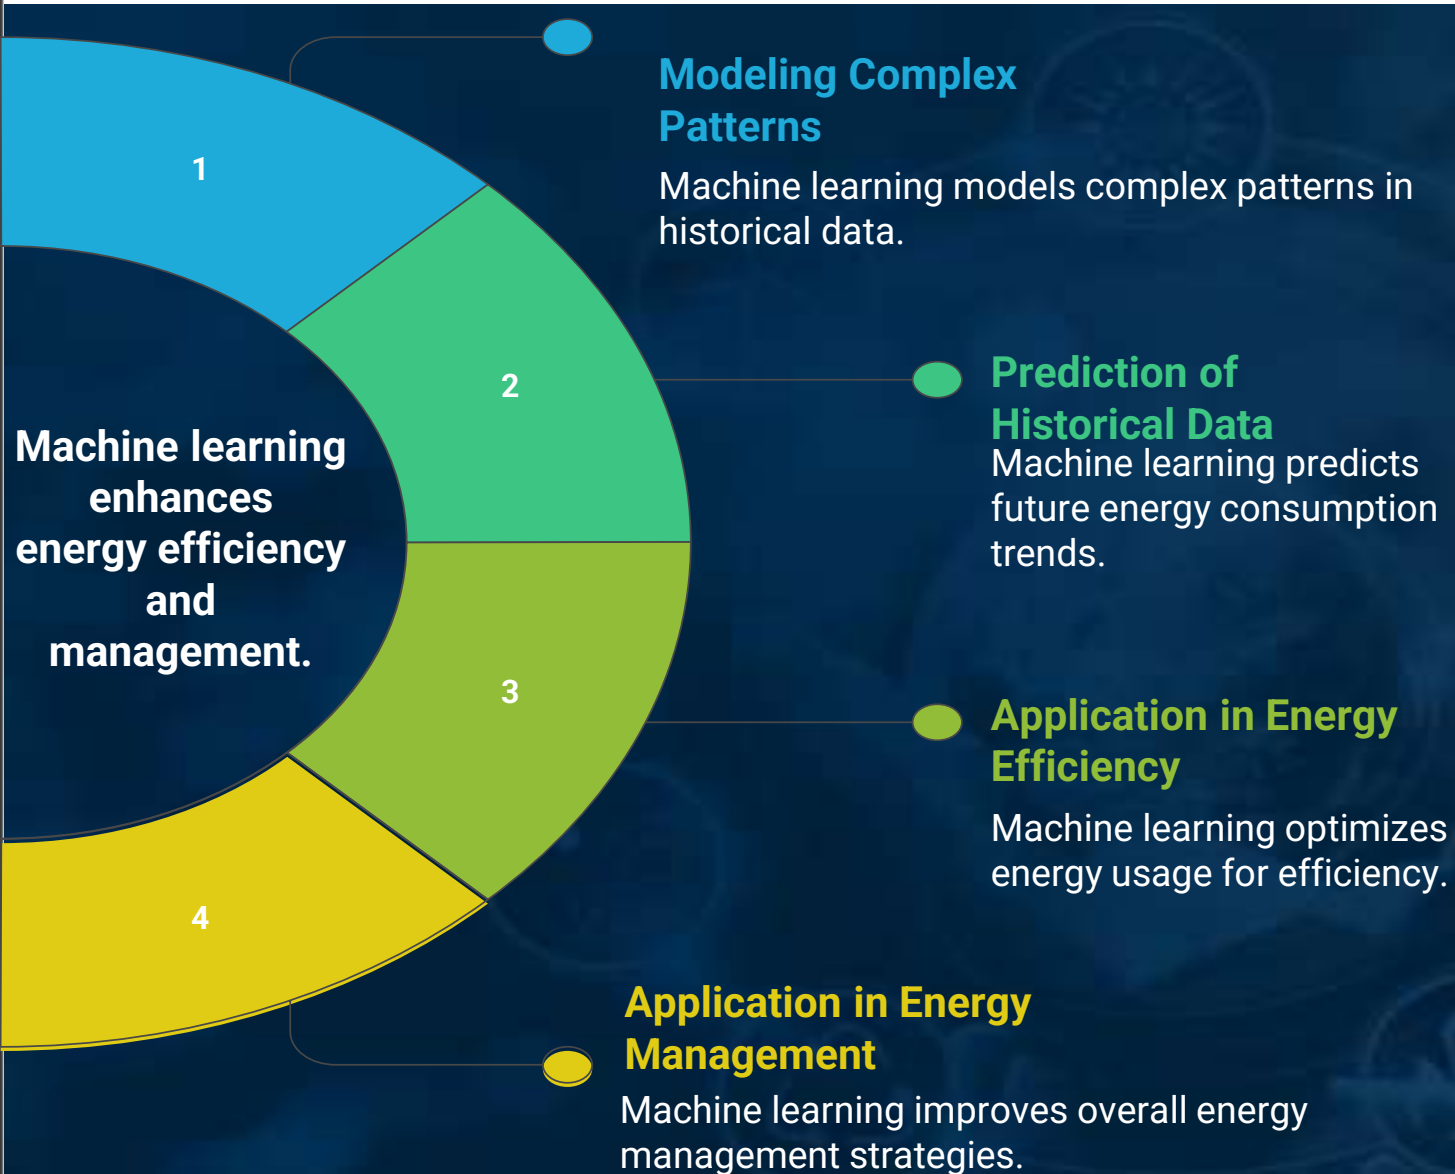 1
Modeling Complex
Patterns
Machine learning models complex patterns in
historical data.
2
Prediction of
Historical Data
Machine learning predicts
future energy consumption
trends.
Machine learning
enhances
energy efficiency
and
management.
3
Application in Energy
Efficiency
Machine learning optimizes
energy usage for efficiency.
4
Application in Energy
Management
Machine learning improves overall energy
management strategies.